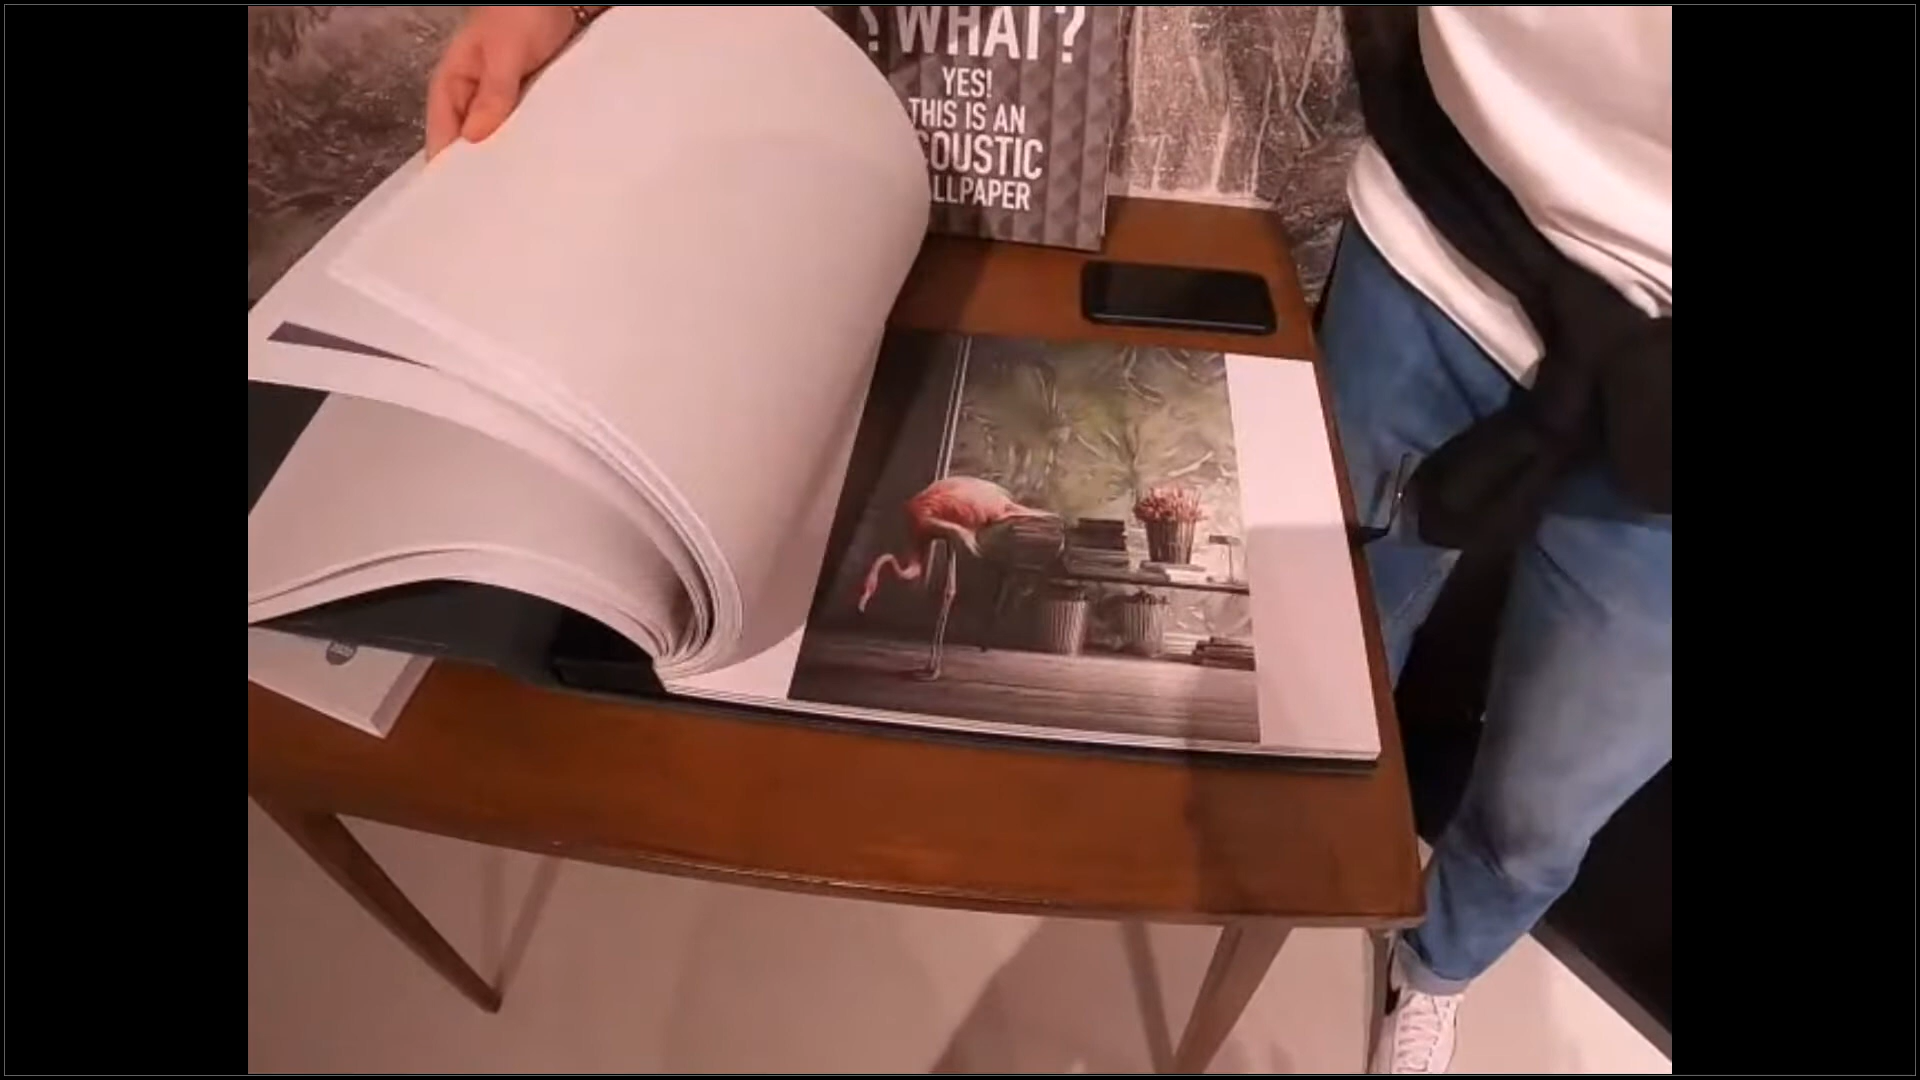 ? WHAT?
YES!
THIS IS AN
COUSTIC
LLPAPER